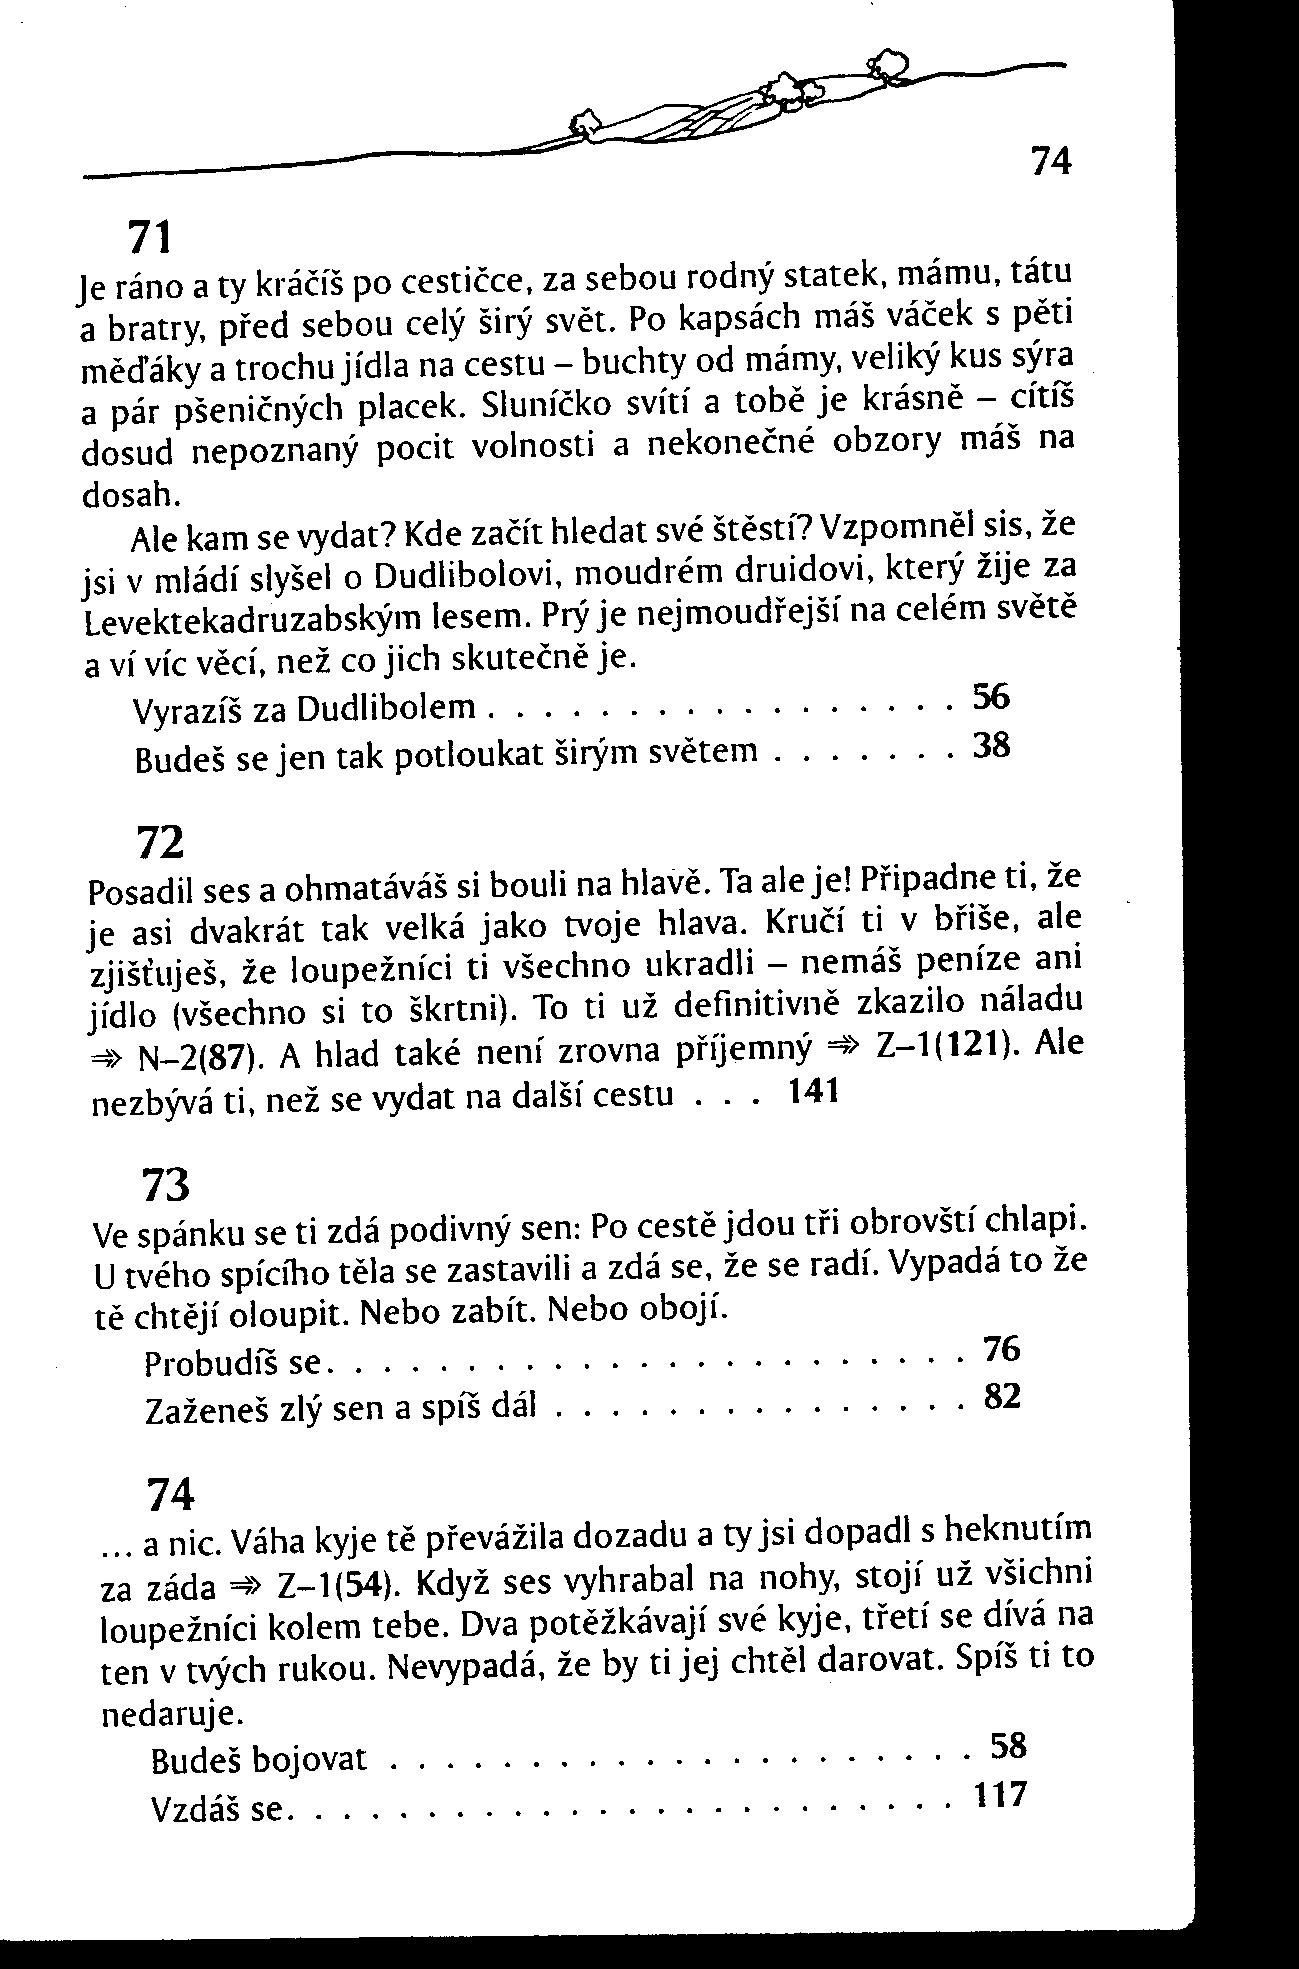 74
71
Je ráno a ty kráčíš po cestičce, za sebou rodný statek, mámu, tátu
a bratry, před sebou celý širý svět. Po kapsách máš váček s pěti
měďáky a trochu jídla na cestu – buchty od mámy, veliký kus sýra
a pár pšeničných placek. Sluníčko svítí a tobě je krásně – cítíš
dosud nepoznaný pocit volnosti a nekonečné obzory máš na
dosah.
Ale kam se vydat? Kde začít hledat své štěstí? Vzpomněl sis, že
jsi v mládí slyšel o Dudlibolovi, moudrém druidovi, který žije za
Levektekadruzabským lesem. Prý je nejmoudřejší na celém světě
a ví víc věcí, než co jich skutečně je.
Vyrazíš za Dudlibolem . . . . . . . . . . . . . . . . . 56
Budeš se jen tak potloukat širým světem . . . . . . . 38
72
Posadil ses a ohmatáváš si bouli na hlavě. Ta ale je! Připadne ti, že
je asi dvakrát tak velká jako tvoje hlava. Kručí ti v břiše, ale
zjišťuješ, že loupežníci ti všechno ukradli – nemáš peníze ani
jídlo (všechno si to škrtni). To ti už definitivně zkazilo náladu
⇒ N–2(87). A hlad také není zrovna příjemný ⇒ Z–1(121). Ale
nezbývá ti, než se vydat na další cestu . . . 141
73
Ve spánku se ti zdá podivný sen: Po cestě jdou tři obrovští chlapi.
U tvého spícího těla se zastavili a zdá se, že se radí. Vypadá to že
tě chtějí oloupit. Nebo zabít. Nebo obojí.
Probudíš se. . . . . . . . . . . . . . . . . . . . . . . 76
Zaženeš zlý sen a spíš dál . . . . . . . . . . . . . . . 82
74
... a nic. Váha kyje tě převážila dozadu a ty jsi dopadl s heknutím
za záda ⇒ Z–1(54). Když ses vyhrabal na nohy, stojí už všichni
loupežníci kolem tebe. Dva potěžkávají své kyje, třetí se dívá na
ten v tvých rukou. Nevypadá, že by ti jej chtěl darovat. Spíš ti to
nedaruje.
Budeš bojovat . . . . . . . . . . . . . . . . . . . . . 58
Vzdáš se. . . . . . . . . . . . . . . . . . . . . . . . 117